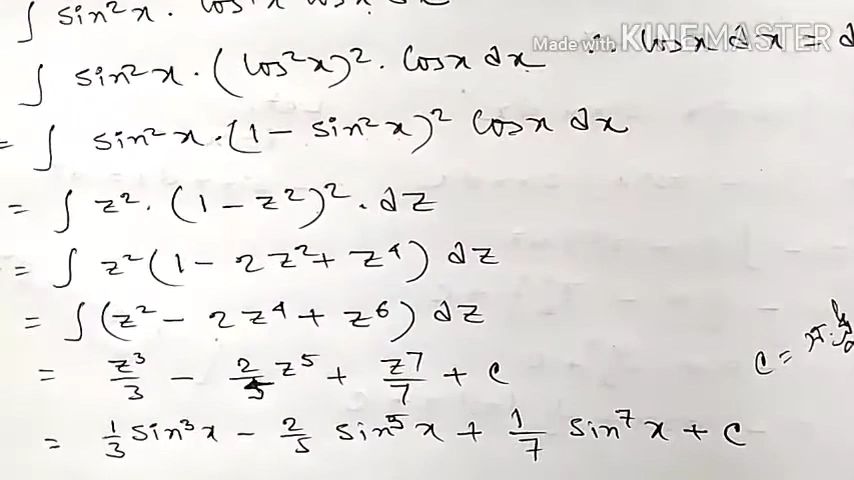 ∫ sin²x · cos⁴x cosx dx
∫ sin²x · (cos²x)² · cosx dx ∴ cosx dx = d
Made with KINEMASTER
= ∫ sin²x · (1 - sin²x)² cosx dx
= ∫ z² · (1 - z²)² · dz
= ∫ z² (1 - 2z² + z⁴) dz
= ∫ (z² - 2z⁴ + z⁶) dz
= z³/3 - 2/5 z⁵ + z⁷/7 + c
c =
= 1/3 sin³x - 2/5 sin⁵x + 1/7 sin⁷x + c